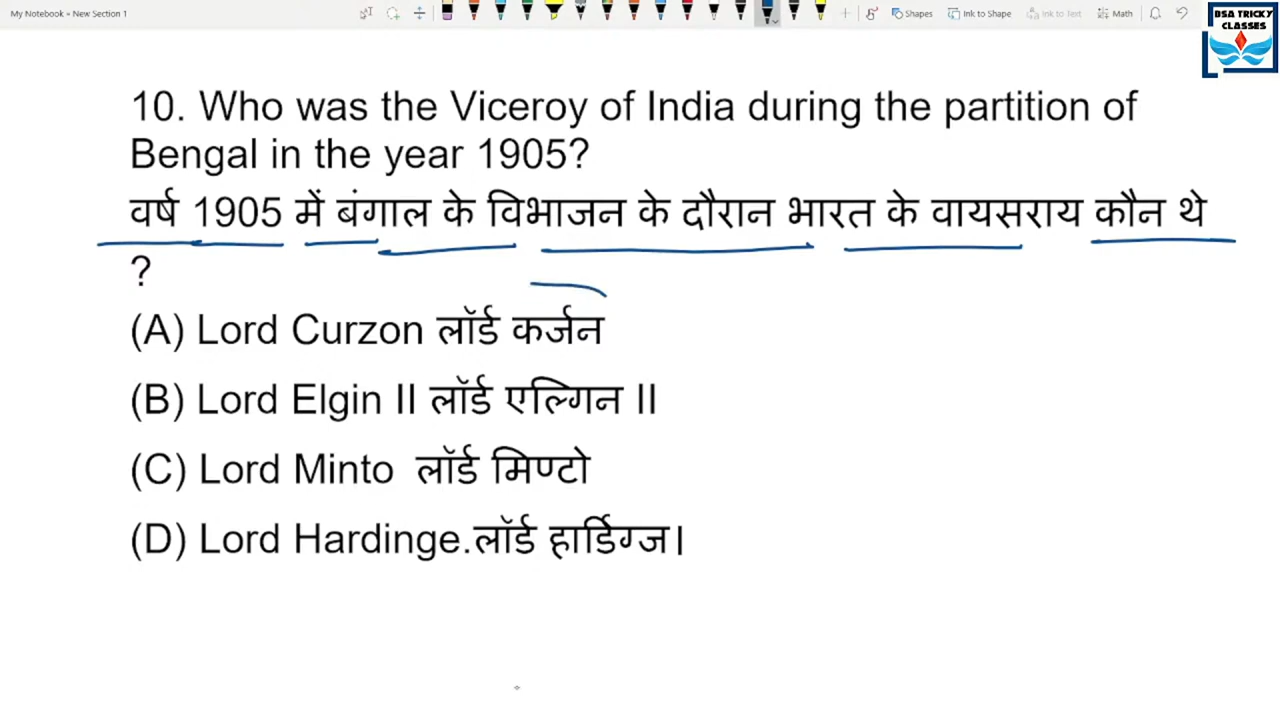 My Notebook » New Section 1
Shapes
Ink to Shape
Ink to Text
Math
BSA TRICKY
CLASSES
10. Who was the Viceroy of India during the partition of
Bengal in the year 1905?
वर्ष 1905 में बंगाल के विभाजन के दौरान भारत के वायसराय कौन थे
?
(A) Lord Curzon लॉर्ड कर्जन
(B) Lord Elgin II लॉर्ड एल्गिन II
(C) Lord Minto लॉर्ड मिण्टो
(D) Lord Hardinge.लॉर्ड हार्डिग्ज।